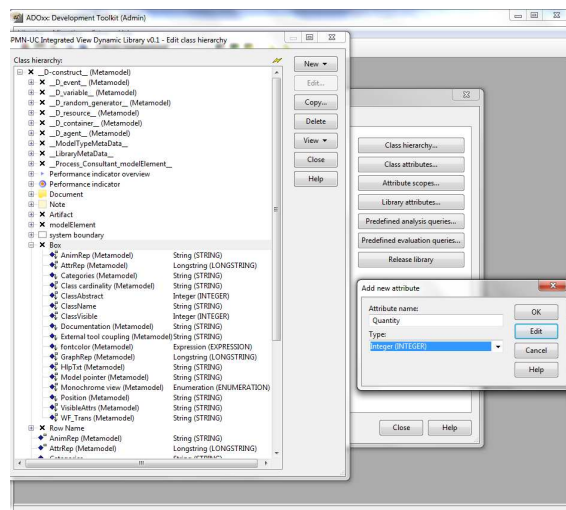 ADOxx: Development Toolkit (Admin)
PMN-UC Integrated View Dynamic Library v0.1 - Edit class hierarchy
Class hierarchy:
__D-construct__ (Metamodel)
__D_event__ (Metamodel)
__D_variable__ (Metamodel)
__D_random_generator__ (Metamodel)
__D_resource__ (Metamodel)
__D_container__ (Metamodel)
__D_agent__ (Metamodel)
__ModelTypeMetaData__
__LibraryMetaData__
__Process_Consultant_modelElement__
Performance indicator overview
Performance indicator
Document
Note
Artifact
modelElement
system boundary
Box
AnimRep (Metamodel) String (STRING)
AttrRep (Metamodel) Longstring (LONGSTRING)
Categories (Metamodel) String (STRING)
Class cardinality (Metamodel) String (STRING)
ClassAbstract Integer (INTEGER)
ClassName String (STRING)
ClassVisible Integer (INTEGER)
Documentation (Metamodel) String (STRING)
External tool coupling (Metamodel) String (STRING)
fontcolor (Metamodel) Expression (EXPRESSION)
GraphRep (Metamodel) Longstring (LONGSTRING)
HlpTxt (Metamodel) String (STRING)
Model pointer (Metamodel) String (STRING)
Monochrome view (Metamodel) Enumeration (ENUMERATION)
Position (Metamodel) String (STRING)
VisibleAttrs (Metamodel) String (STRING)
WF_Trans (Metamodel) String (STRING)
Row Name
AnimRep (Metamodel) String (STRING)
AttrRep (Metamodel) Longstring (LONGSTRING)
New
Edit...
Copy...
Delete
View
Close
Help
Class hierarchy...
Class attributes...
Attribute scopes...
Library attributes...
Predefined analysis queries...
Predefined evaluation queries...
Release library
Close Help
Add new attribute
Attribute name:
Quantity
Type:
Integer (INTEGER)
OK
Edit
Cancel
Help